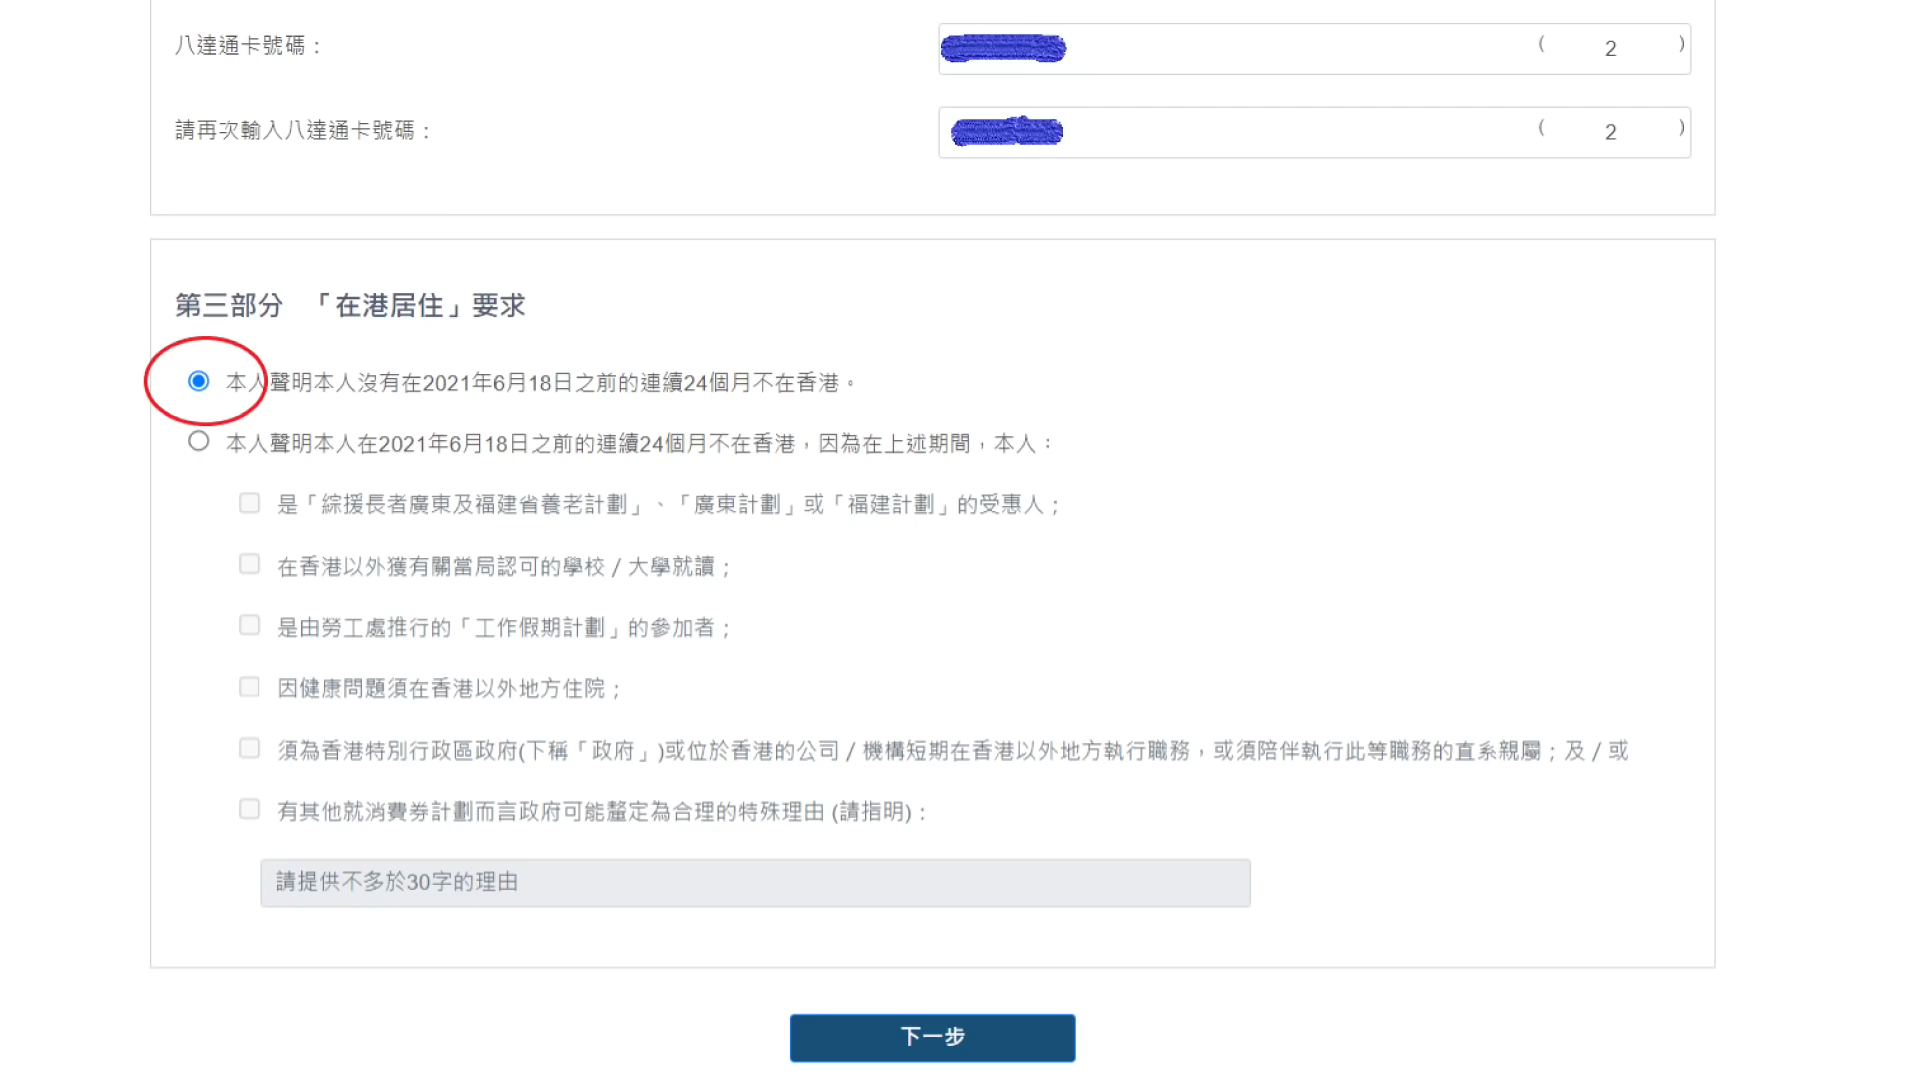 八達通卡號碼：
( 2 )
請再次輸入八達通卡號碼：
( 2 )
第三部分 「在港居住」要求
本人聲明本人沒有在2021年6月18日之前的連續24個月不在香港。
本人聲明本人在2021年6月18日之前的連續24個月不在香港，因為在上述期間，本人：
是「綜援長者廣東及福建省養老計劃」、「廣東計劃」或「福建計劃」的受惠人；
在香港以外獲有關當局認可的學校 / 大學就讀；
是由勞工處推行的「工作假期計劃」的參加者；
因健康問題須在香港以外地方住院；
須為香港特別行政區政府(下稱「政府」)或位於香港的公司 / 機構短期在香港以外地方執行職務，或須陪伴執行此等職務的直系親屬；及 / 或
有其他就消費券計劃而言政府可能釐定為合理的特殊理由 (請指明)：
請提供不多於30字的理由
下一步